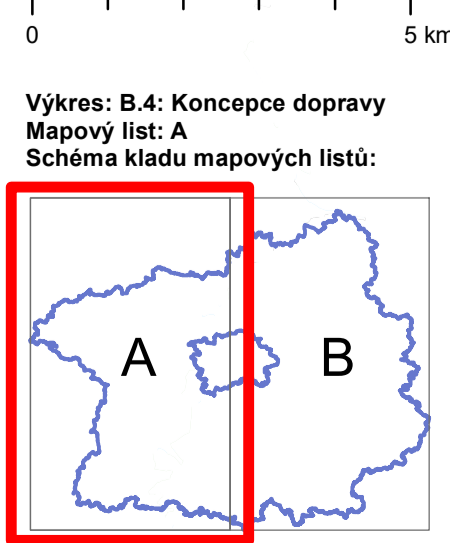 0 5 km
Výkres: B.4: Koncepce dopravy
Mapový list: A
Schéma kladu mapových listů:
A B